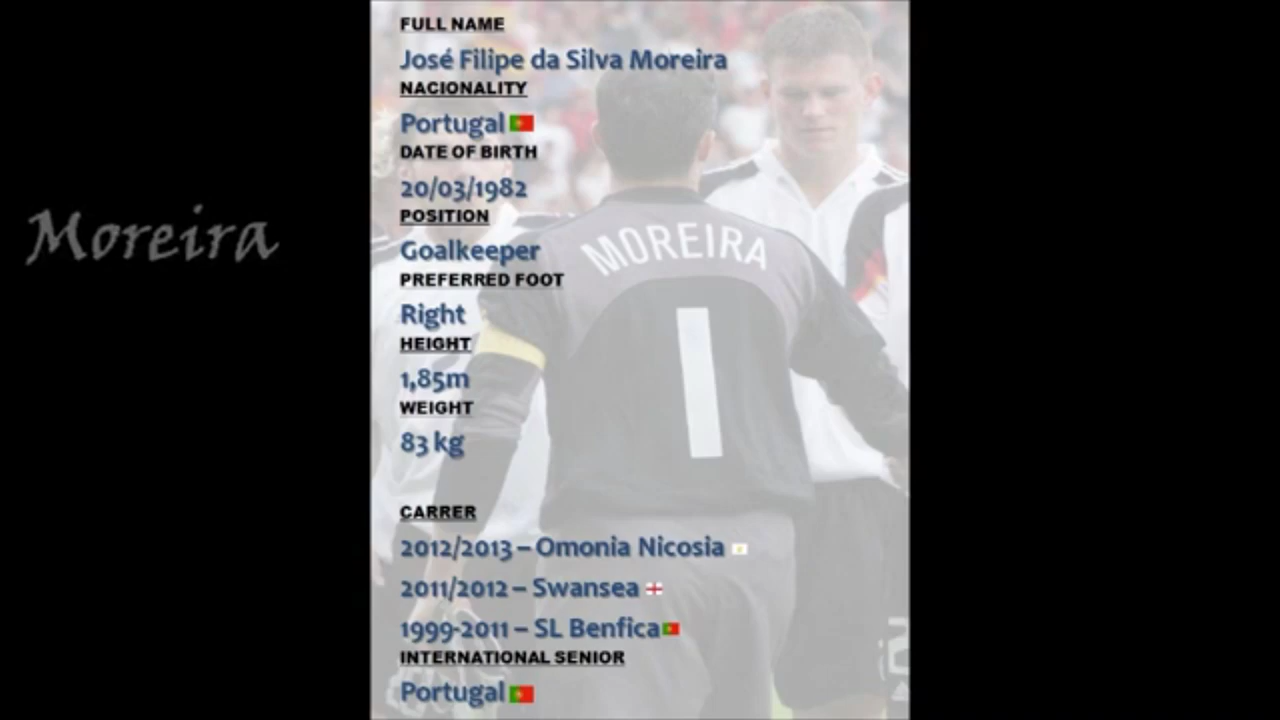 Moreira
FULL NAME
José Filipe da Silva Moreira
NACIONALITY
Portugal
DATE OF BIRTH
20/03/1982
POSITION
Goalkeeper
PREFERRED FOOT
Right
HEIGHT
1,85m
WEIGHT
83 kg
CARRER
2012/2013 – Omonia Nicosia
2011/2012 – Swansea
1999-2011 – SL Benfica
INTERNATIONAL SENIOR
Portugal
MOREIRA
1